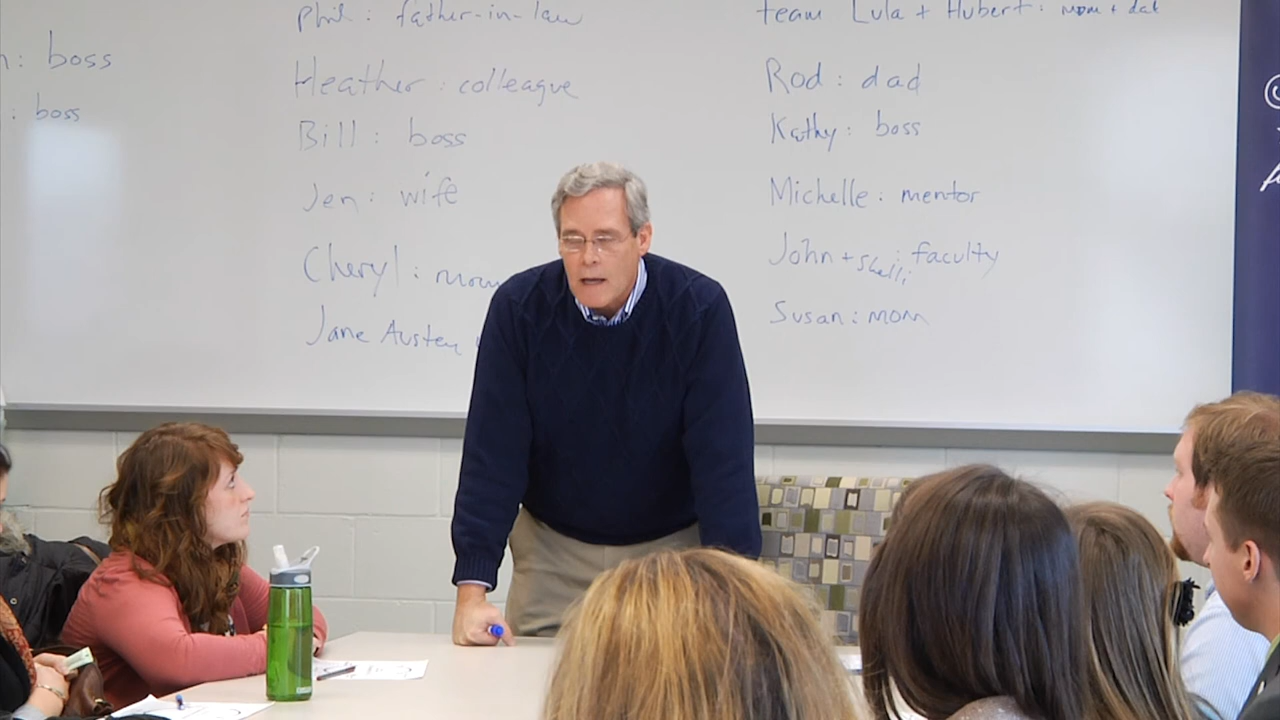 : boss
: boss
Phil : father-in-law
Heather : colleague
Bill : boss
Jen : wife
Cheryl : mom
Jane Austen
team Lula + Hubert : mom + dad
Rod : dad
Kathy : boss
Michelle : mentor
John + Shelli : faculty
Susan : mom